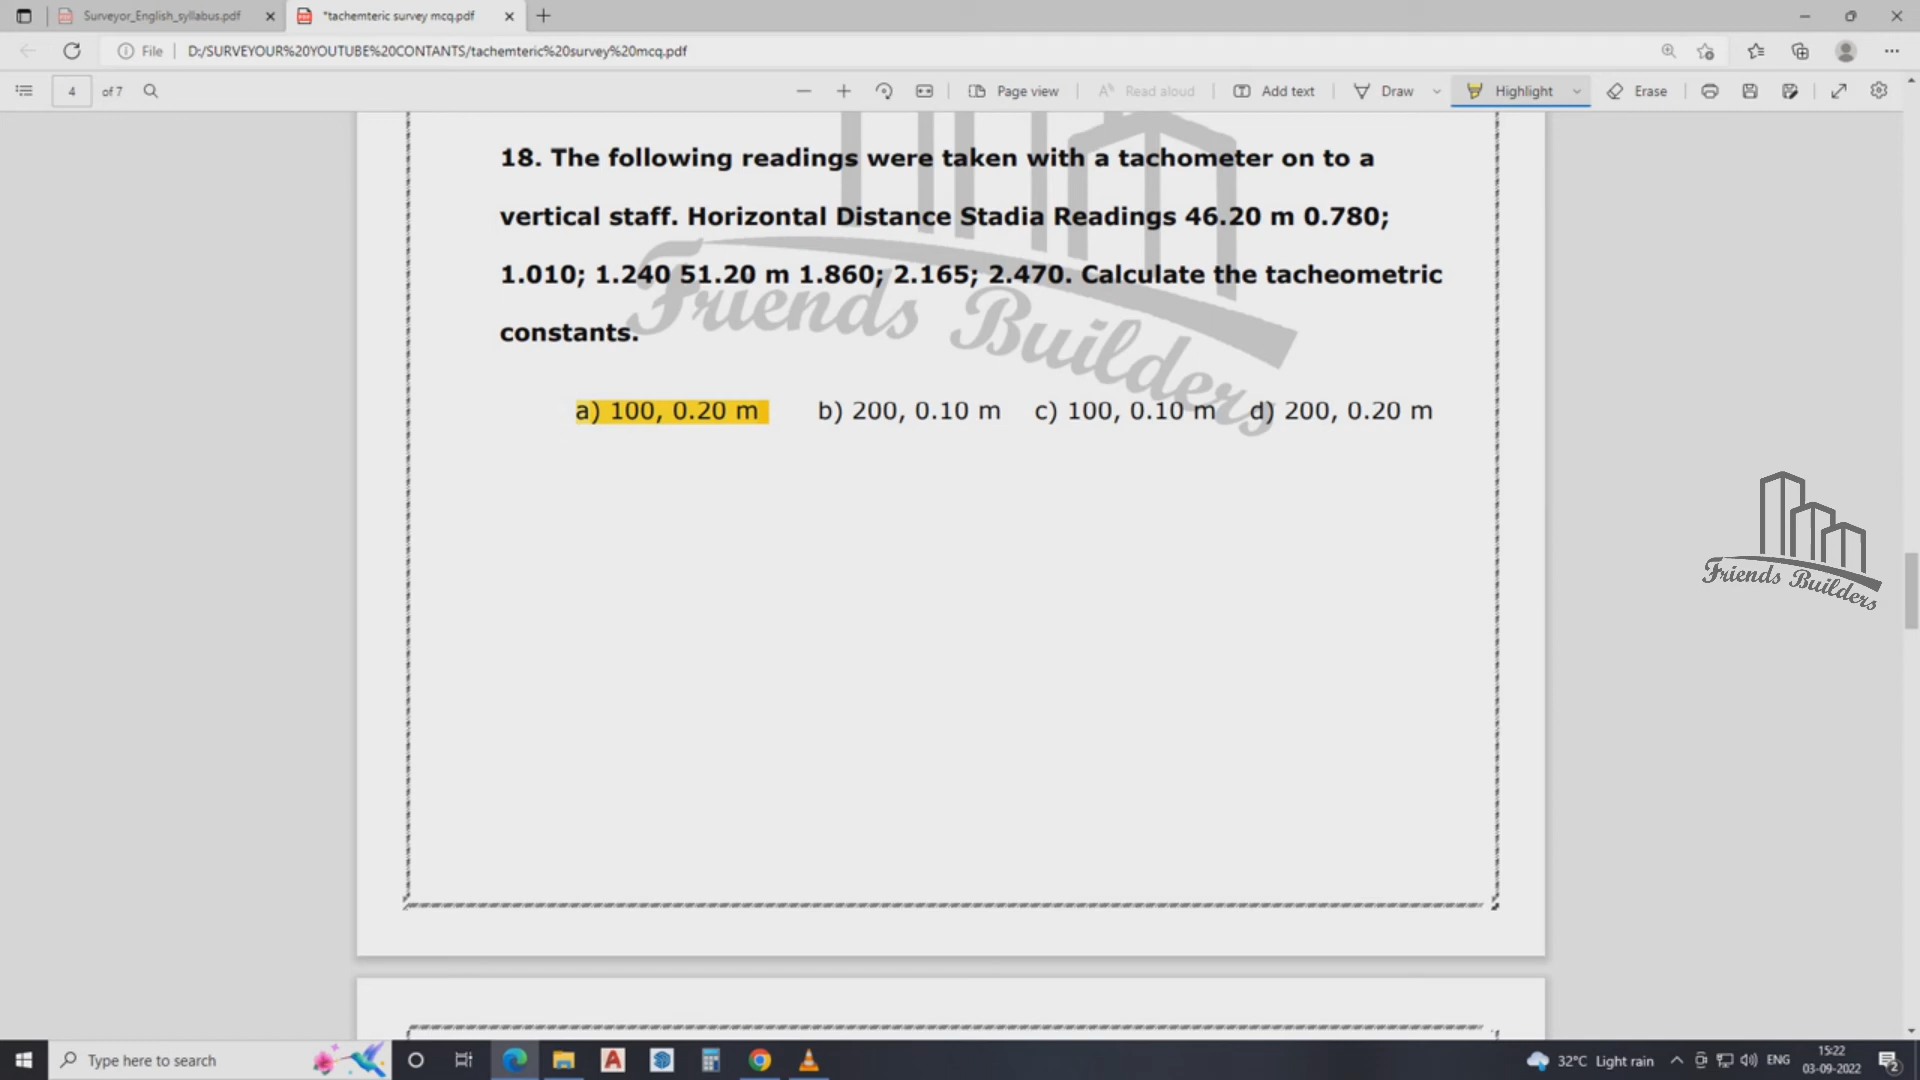 Surveyor_English_syllabus.pdf
*tachemteric survey mcq.pdf
File
D:/SURVEYOUR%20YOUTUBE%20CONTANTS/tachemteric%20survey%20mcq.pdf
4 of 7
Page view
Read aloud
Add text
Draw
Highlight
Erase
18. The following readings were taken with a tachometer on to a
vertical staff. Horizontal Distance Stadia Readings 46.20 m 0.780;
1.010; 1.240 51.20 m 1.860; 2.165; 2.470. Calculate the tacheometric
constants.
a) 100, 0.20 m b) 200, 0.10 m c) 100, 0.10 m d) 200, 0.20 m
Friends Builders
Friends Builders
Type here to search
32°C Light rain
ENG
15:22
03-09-2022
2